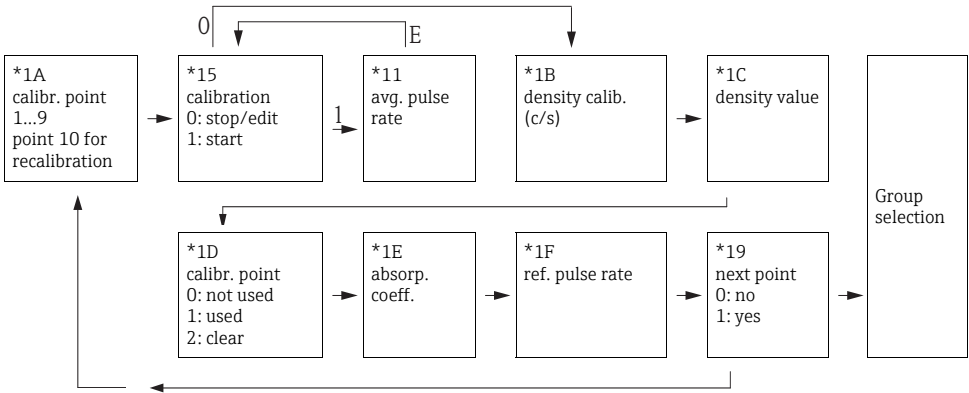 0
E
*1A
calibr. point
1...9
point 10 for
recalibration
*15
calibration
0: stop/edit
1: start
1
*11
avg. pulse
rate
*1B
density calib.
(c/s)
*1C
density value
Group
selection
*1D
calibr. point
0: not used
1: used
2: clear
*1E
absorp.
coeff.
*1F
ref. pulse rate
*19
next point
0: no
1: yes